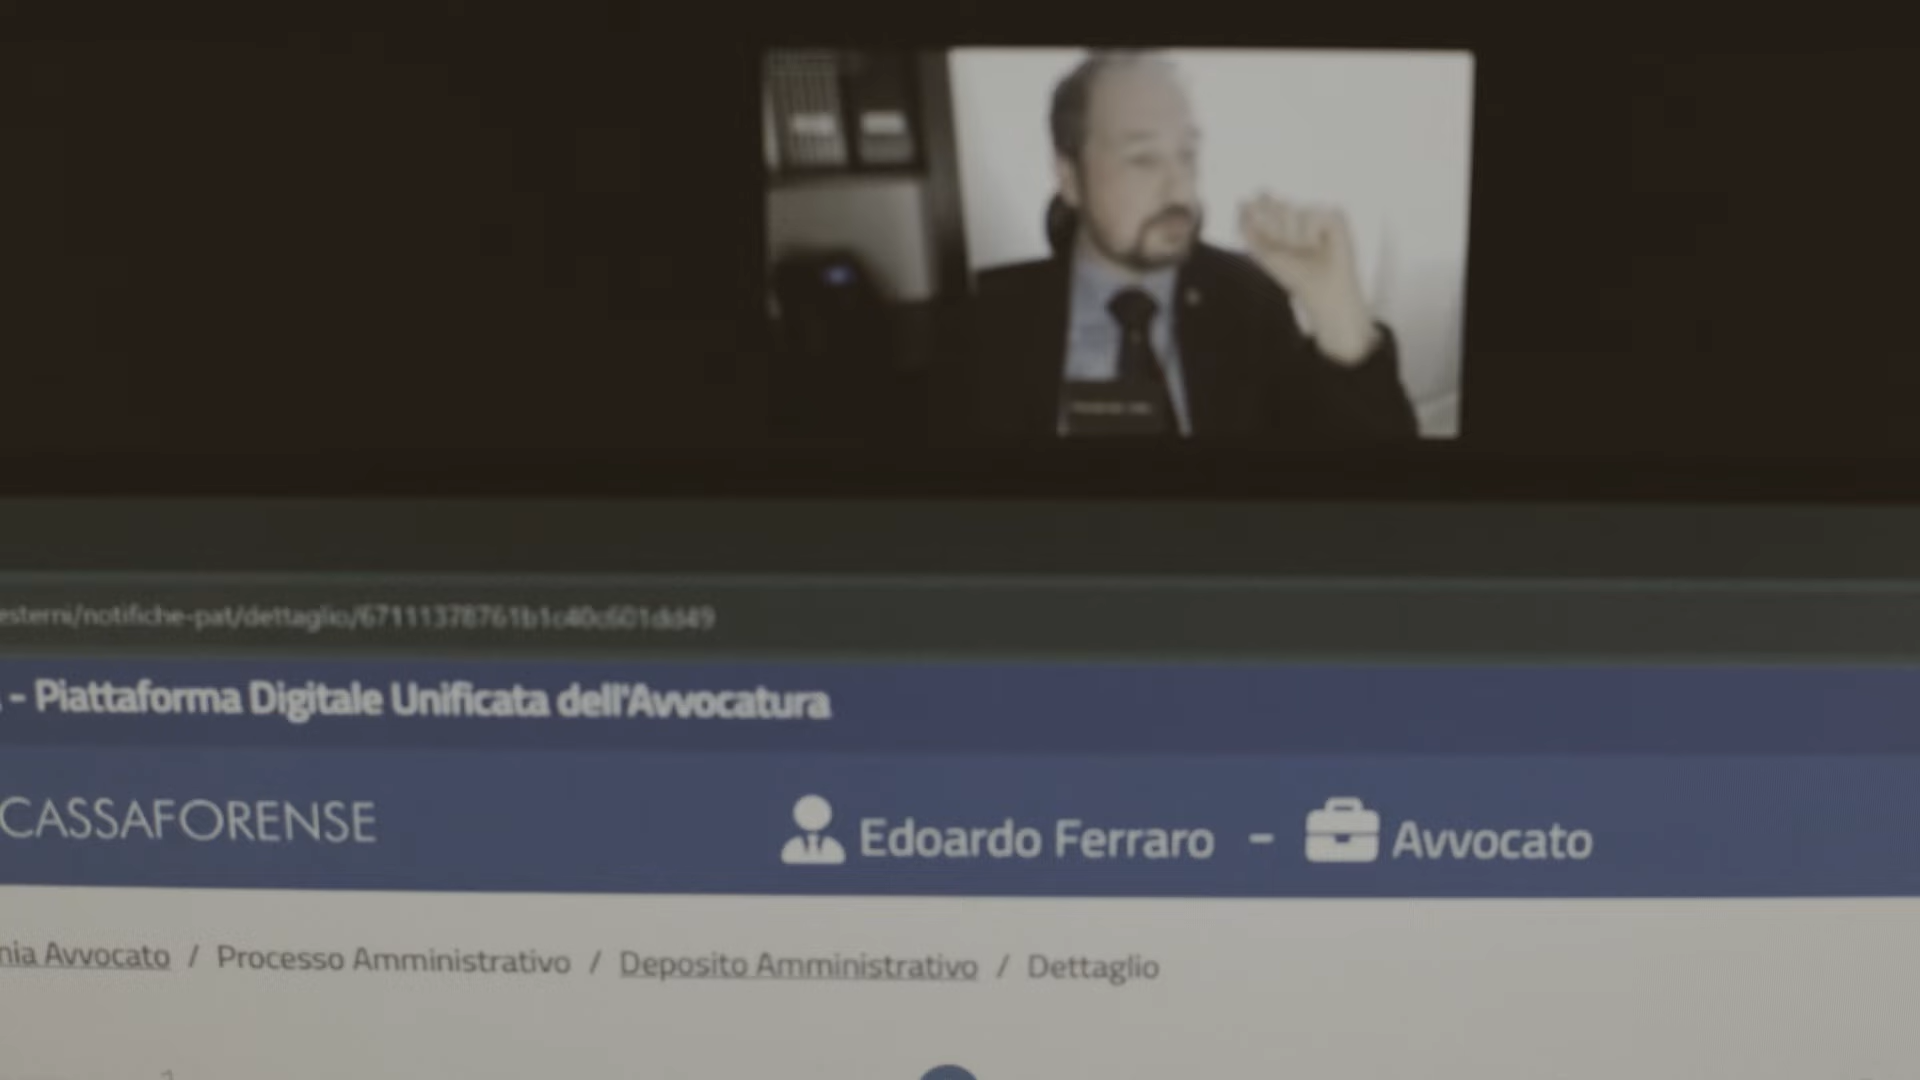 esterni/notifiche-pat/dettaglio/67111378761b1c40c601dd49
- Piattaforma Digitale Unificata dell'Avvocatura
CASSAFORENSE
Edoardo Ferraro - Avvocato
nia Avvocato / Processo Amministrativo / Deposito Amministrativo / Dettaglio